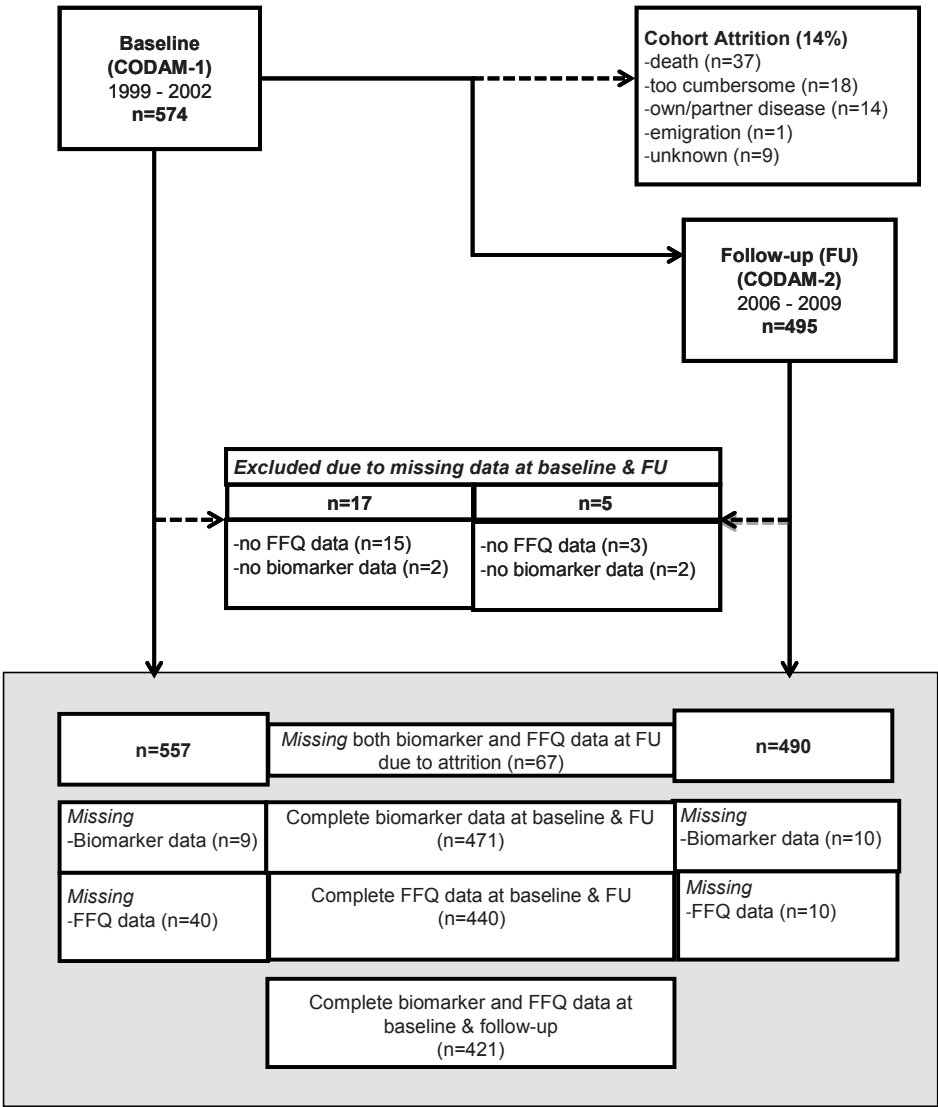 Baseline
(CODAM-1)
1999 - 2002
n=574
Cohort Attrition (14%)
-death (n=37)
-too cumbersome (n=18)
-own/partner disease (n=14)
-emigration (n=1)
-unknown (n=9)
Follow-up (FU)
(CODAM-2)
2006 - 2009
n=495
Excluded due to missing data at baseline & FU
n=17
n=5
-no FFQ data (n=15)
-no biomarker data (n=2)
-no FFQ data (n=3)
-no biomarker data (n=2)
n=557
Missing both biomarker and FFQ data at FU
due to attrition (n=67)
n=490
Missing
-Biomarker data (n=9)
Complete biomarker data at baseline & FU
(n=471)
Missing
-Biomarker data (n=10)
Missing
-FFQ data (n=40)
Complete FFQ data at baseline & FU
(n=440)
Missing
-FFQ data (n=10)
Complete biomarker and FFQ data at
baseline & follow-up
(n=421)